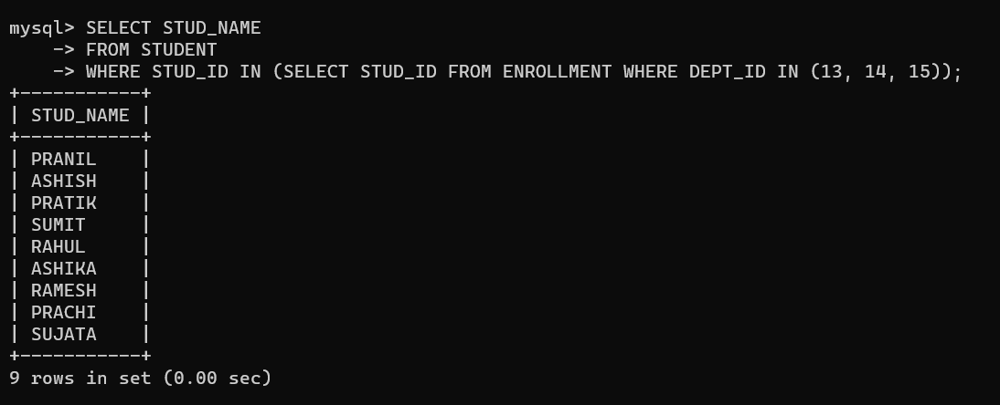 mysql> SELECT STUD_NAME
    -> FROM STUDENT
    -> WHERE STUD_ID IN (SELECT STUD_ID FROM ENROLLMENT WHERE DEPT_ID IN (13, 14, 15));
+-----------+
| STUD_NAME |
+-----------+
| PRANIL    |
| ASHISH    |
| PRATIK    |
| SUMIT     |
| RAHUL     |
| ASHIKA    |
| RAMESH    |
| PRACHI    |
| SUJATA    |
+-----------+
9 rows in set (0.00 sec)